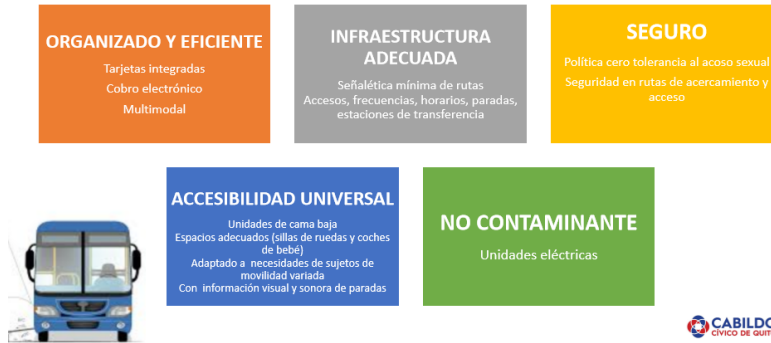 ORGANIZADO Y EFICIENTE
Tarjetas integradas
Cobro electrónico
Multimodal
INFRAESTRUCTURA
ADECUADA
Señalética mínima de rutas
Accesos, frecuencias, horarios, paradas,
estaciones de transferencia
SEGURO
Política cero tolerancia al acoso sexual
Seguridad en rutas de acercamiento y
acceso
ACCESIBILIDAD UNIVERSAL
Unidades de cama baja
Espacios adecuados (sillas de ruedas y coches
de bebé)
Adaptado a necesidades de sujetos de
movilidad variada
Con información visual y sonora de paradas
NO CONTAMINANTE
Unidades eléctricas
CABILDO
CÍVICO DE QUIT